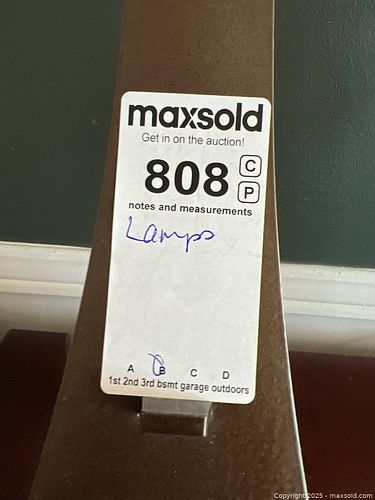 maxsold
Get in on the auction!
808 C
P
notes and measurements
Lamps
A B C D
1st 2nd 3rd bsmt garage outdoors
Copyright 2025 - maxsold.com